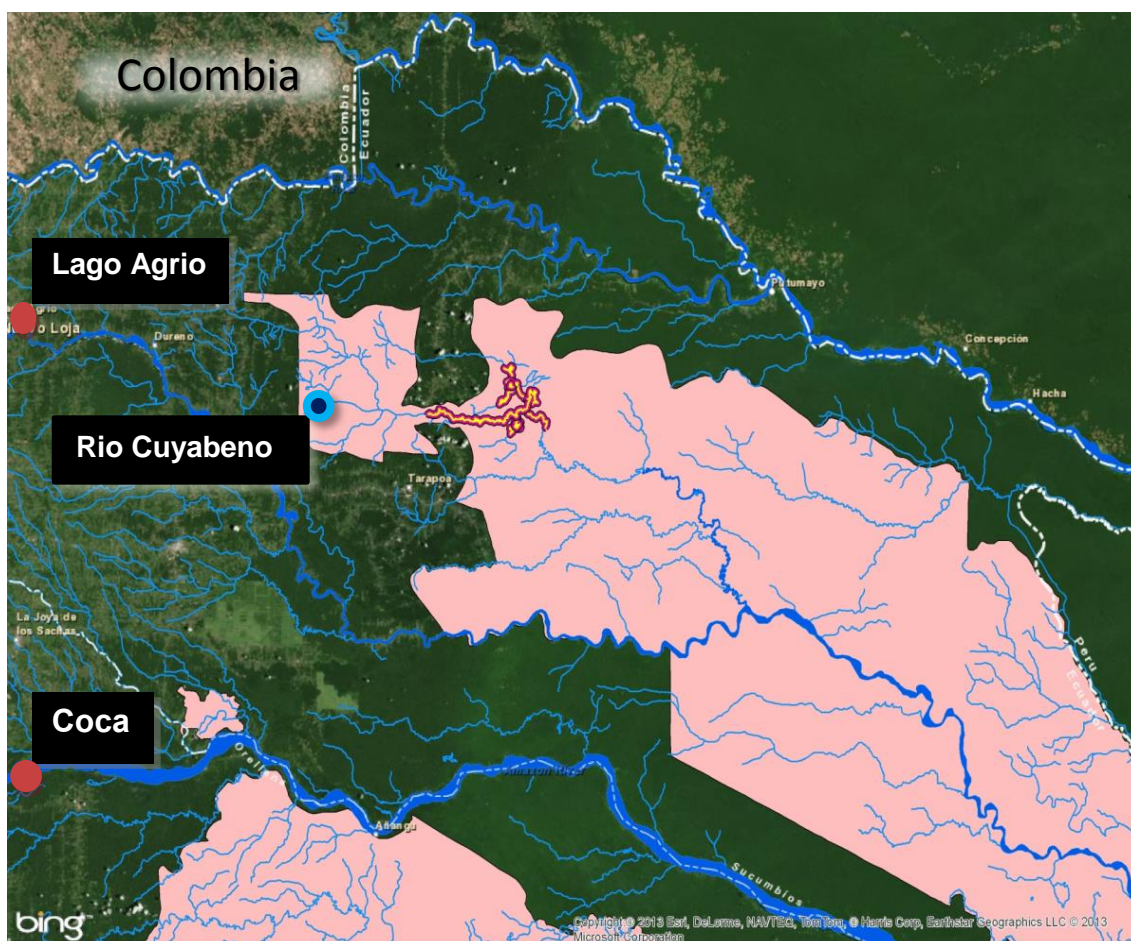 Colombia
Colombia
Ecuador
Lago Agrio
Loja
Dureno
Putumayo
Concepción
Hacha
Rio Cuyabeno
Tarapoa
La Joya de
los Sachas
Peru
Ecuador
Coca
Orellana
Amazon River
Añangu
Sucumbios
bing
Copyright:© 2013 Esri, DeLorme, NAVTEQ, TomTom, © Harris Corp, Earthstar Geographics LLC © 2013
Microsoft Corporation